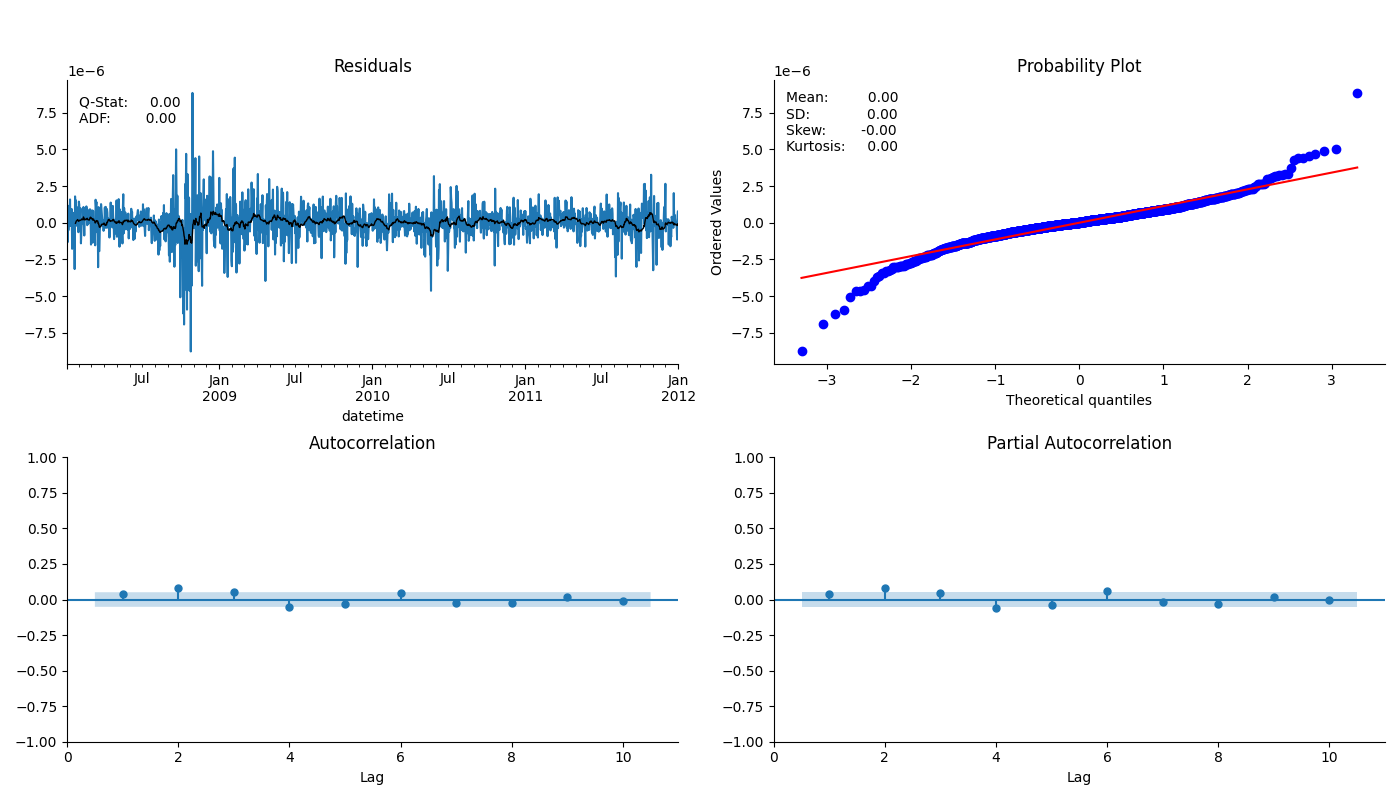 Residuals
1e−6
Q-Stat: 0.00
ADF: 0.00
7.5
5.0
2.5
0.0
−2.5
−5.0
−7.5
Jul Jan Jul Jan Jul Jan Jul Jan
2009 2010 2011 2012
datetime
Probability Plot
1e−6
Mean: 0.00
SD: 0.00
Skew: -0.00
Kurtosis: 0.00
Ordered Values
7.5
5.0
2.5
0.0
−2.5
−5.0
−7.5
−3 −2 −1 0 1 2 3
Theoretical quantiles
Autocorrelation
1.00
0.75
0.50
0.25
0.00
−0.25
−0.50
−0.75
−1.00
0 2 4 6 8 10
Lag
Partial Autocorrelation
1.00
0.75
0.50
0.25
0.00
−0.25
−0.50
−0.75
−1.00
0 2 4 6 8 10
Lag